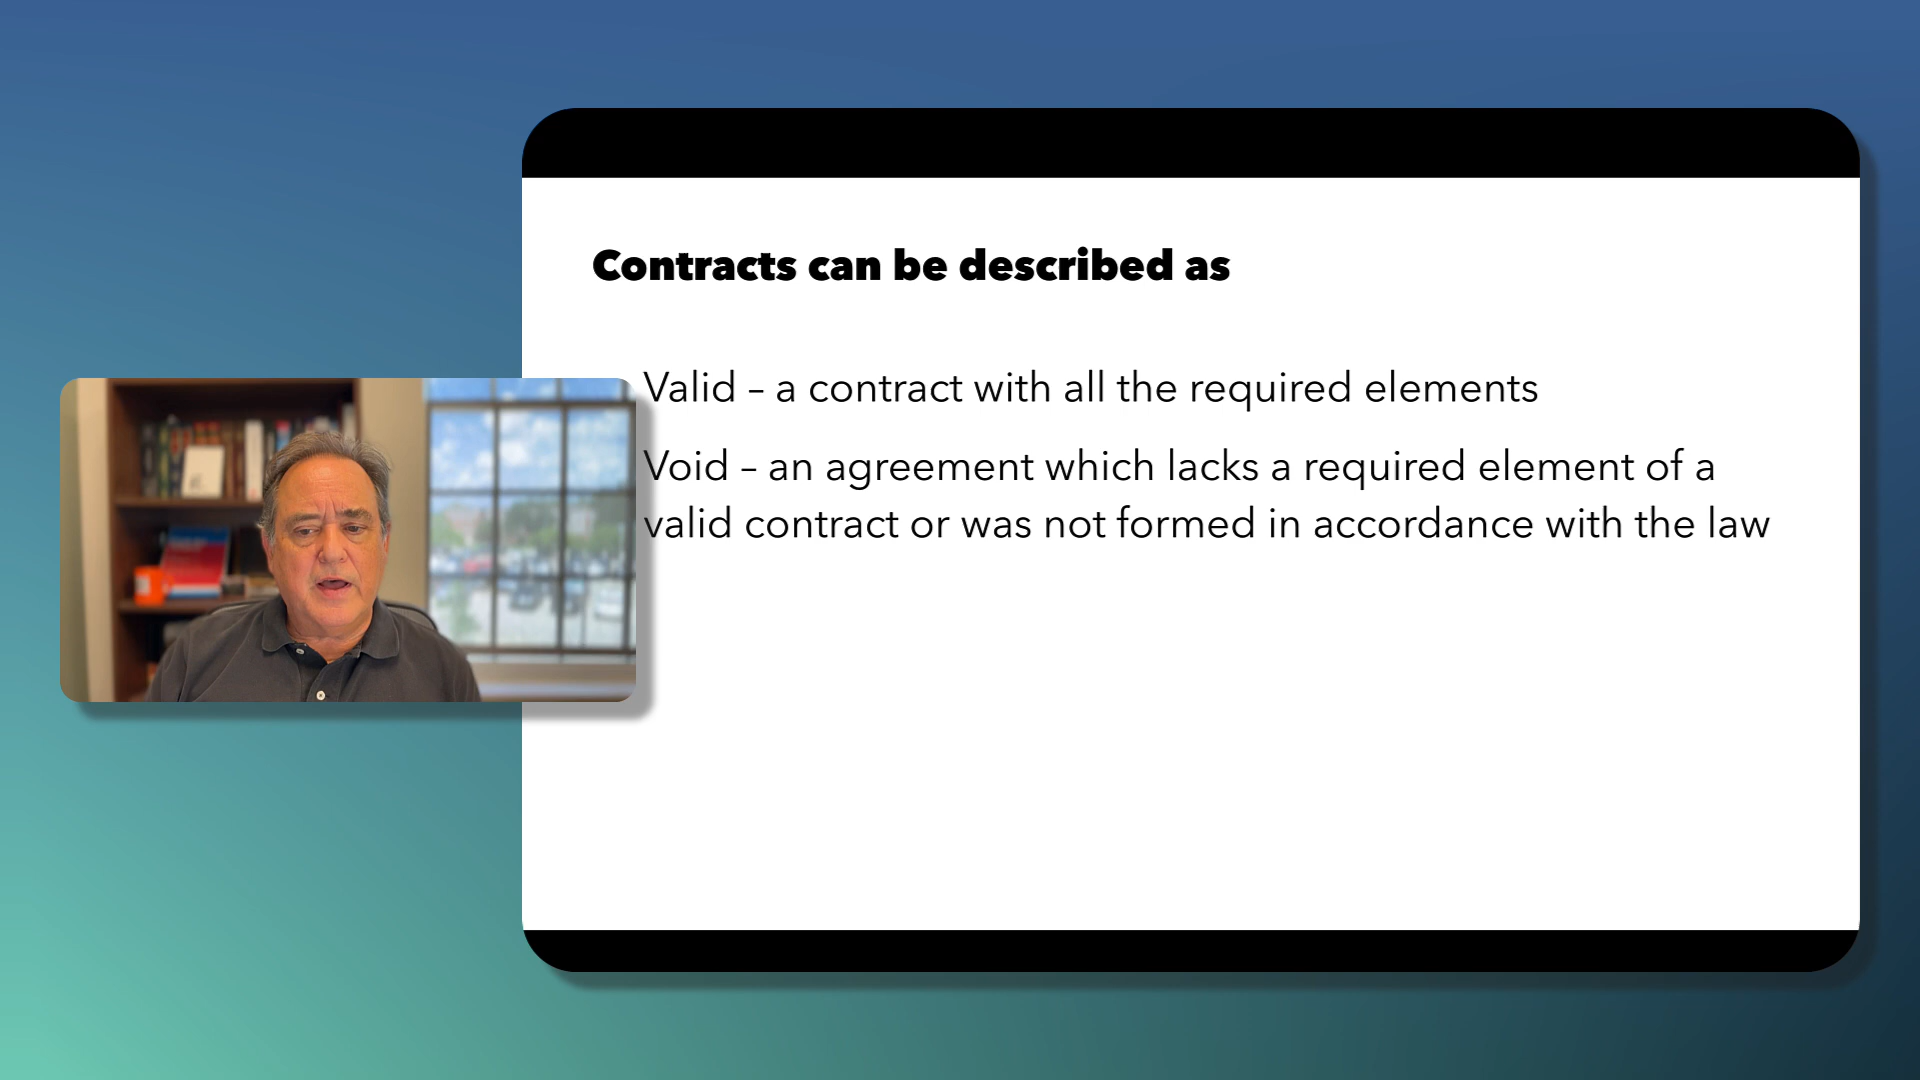 Contracts can be described as
Valid – a contract with all the required elements
Void – an agreement which lacks a required element of a
valid contract or was not formed in accordance with the law